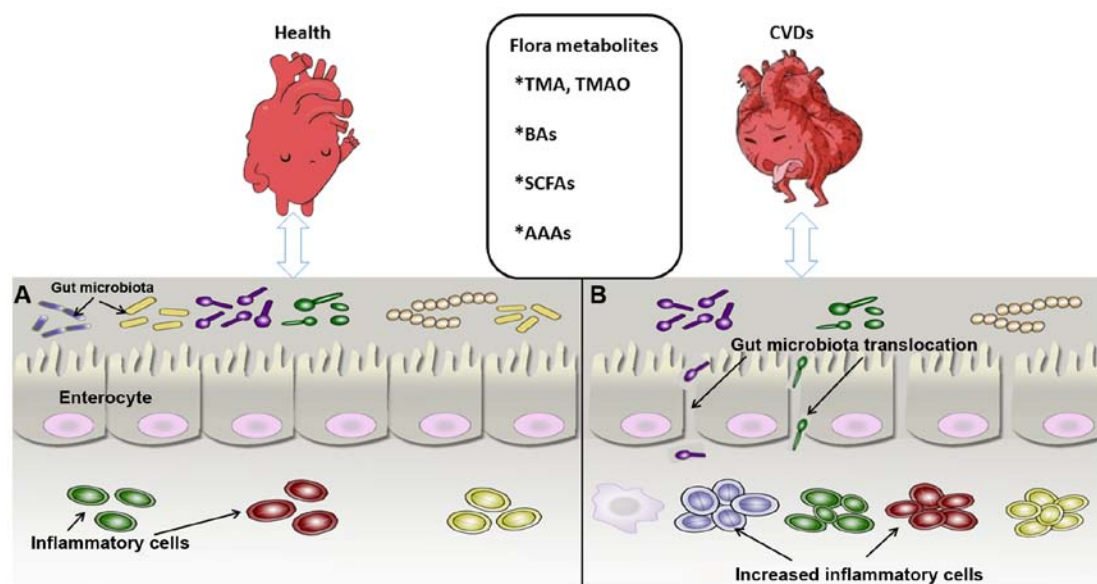 Health
Flora metabolites
*TMA, TMAO
*BAs
*SCFAs
*AAAs
CVDs
A
Gut microbiota
Enterocyte
Inflammatory cells
B
Gut microbiota translocation
Increased inflammatory cells